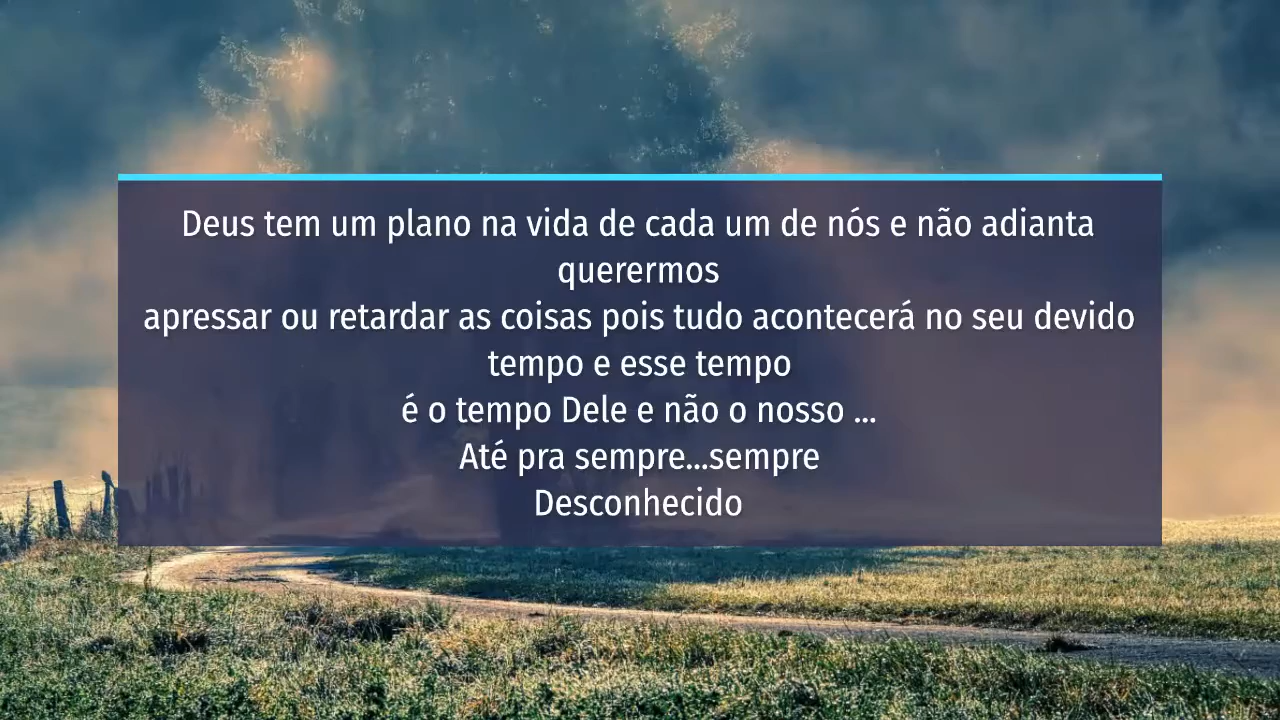 Deus tem um plano na vida de cada um de nós e não adianta
querermos
apressar ou retardar as coisas pois tudo acontecerá no seu devido
tempo e esse tempo
é o tempo Dele e não o nosso ...
Até pra sempre...sempre
Desconhecido